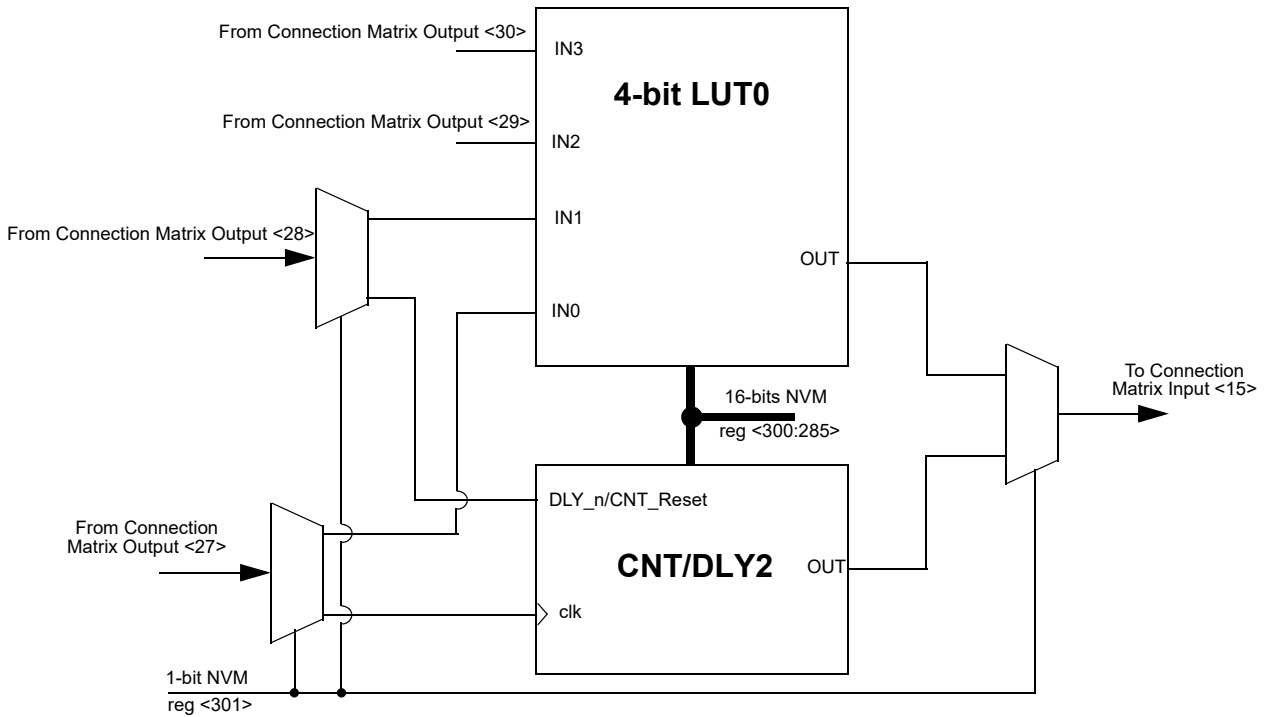 From Connection Matrix Output <30>
IN3
4-bit LUT0
From Connection Matrix Output <29>
IN2
IN1
From Connection Matrix Output <28>
OUT
IN0
To Connection
Matrix Input <15>
16-bits NVM
reg <300:285>
DLY_n/CNT_Reset
From Connection
Matrix Output <27>
CNT/DLY2
OUT
clk
1-bit NVM
reg <301>